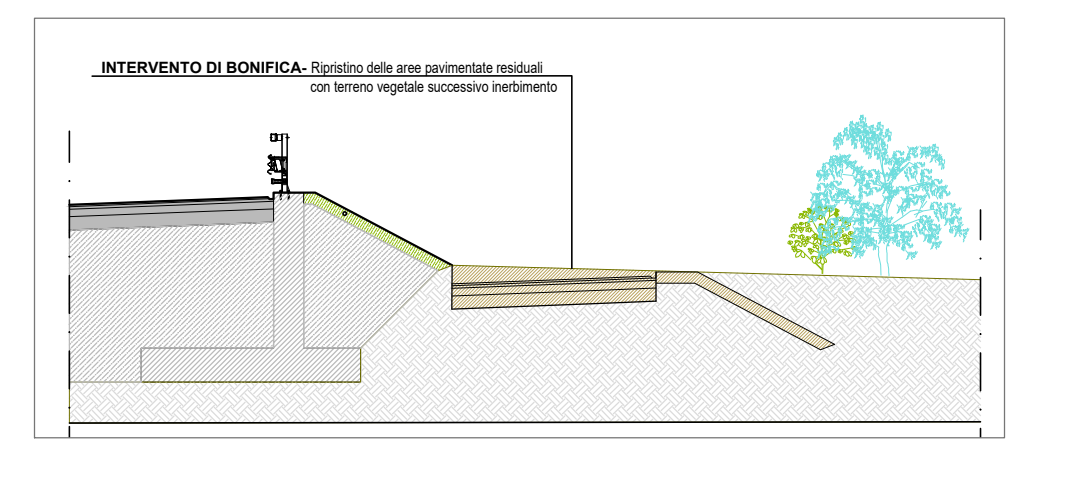 INTERVENTO DI BONIFICA- Ripristino delle aree pavimentate residuali
con terreno vegetale successivo inerbimento